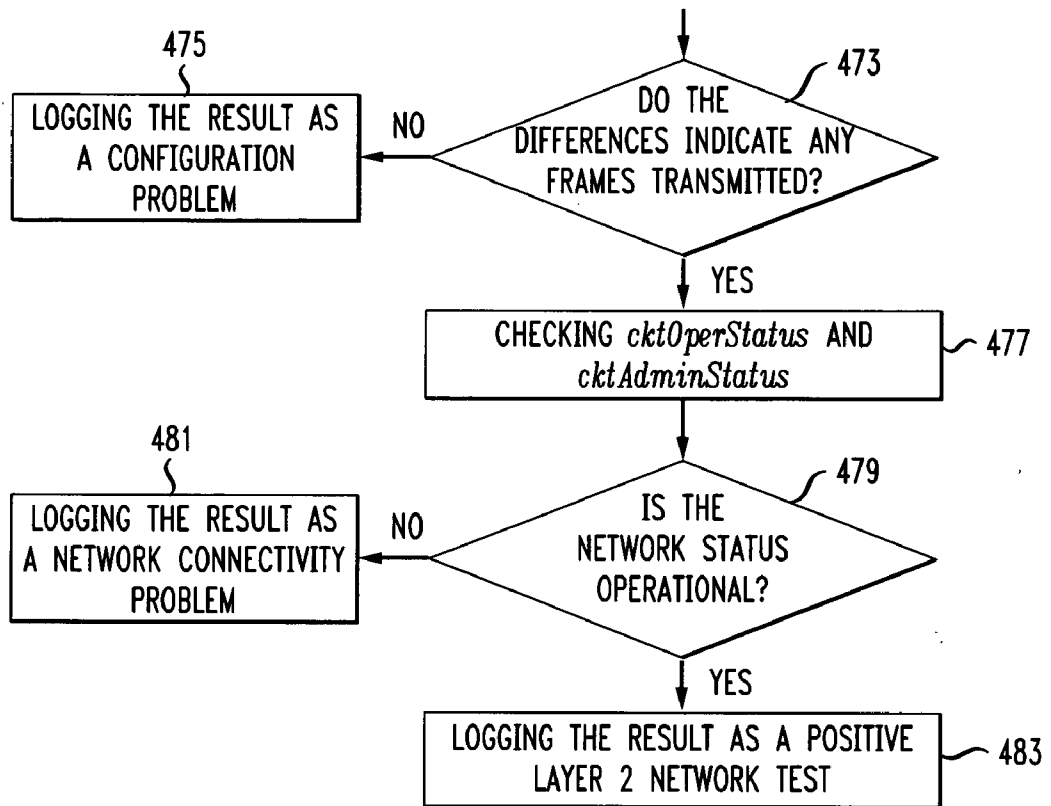 475
LOGGING THE RESULT AS
A CONFIGURATION
PROBLEM
NO
473
DO THE
DIFFERENCES INDICATE ANY
FRAMES TRANSMITTED?
YES
CHECKING cktOperStatus AND
cktAdminStatus
477
481
LOGGING THE RESULT AS
A NETWORK CONNECTIVITY
PROBLEM
NO
479
IS THE
NETWORK STATUS
OPERATIONAL?
YES
LOGGING THE RESULT AS A POSITIVE
LAYER 2 NETWORK TEST
483